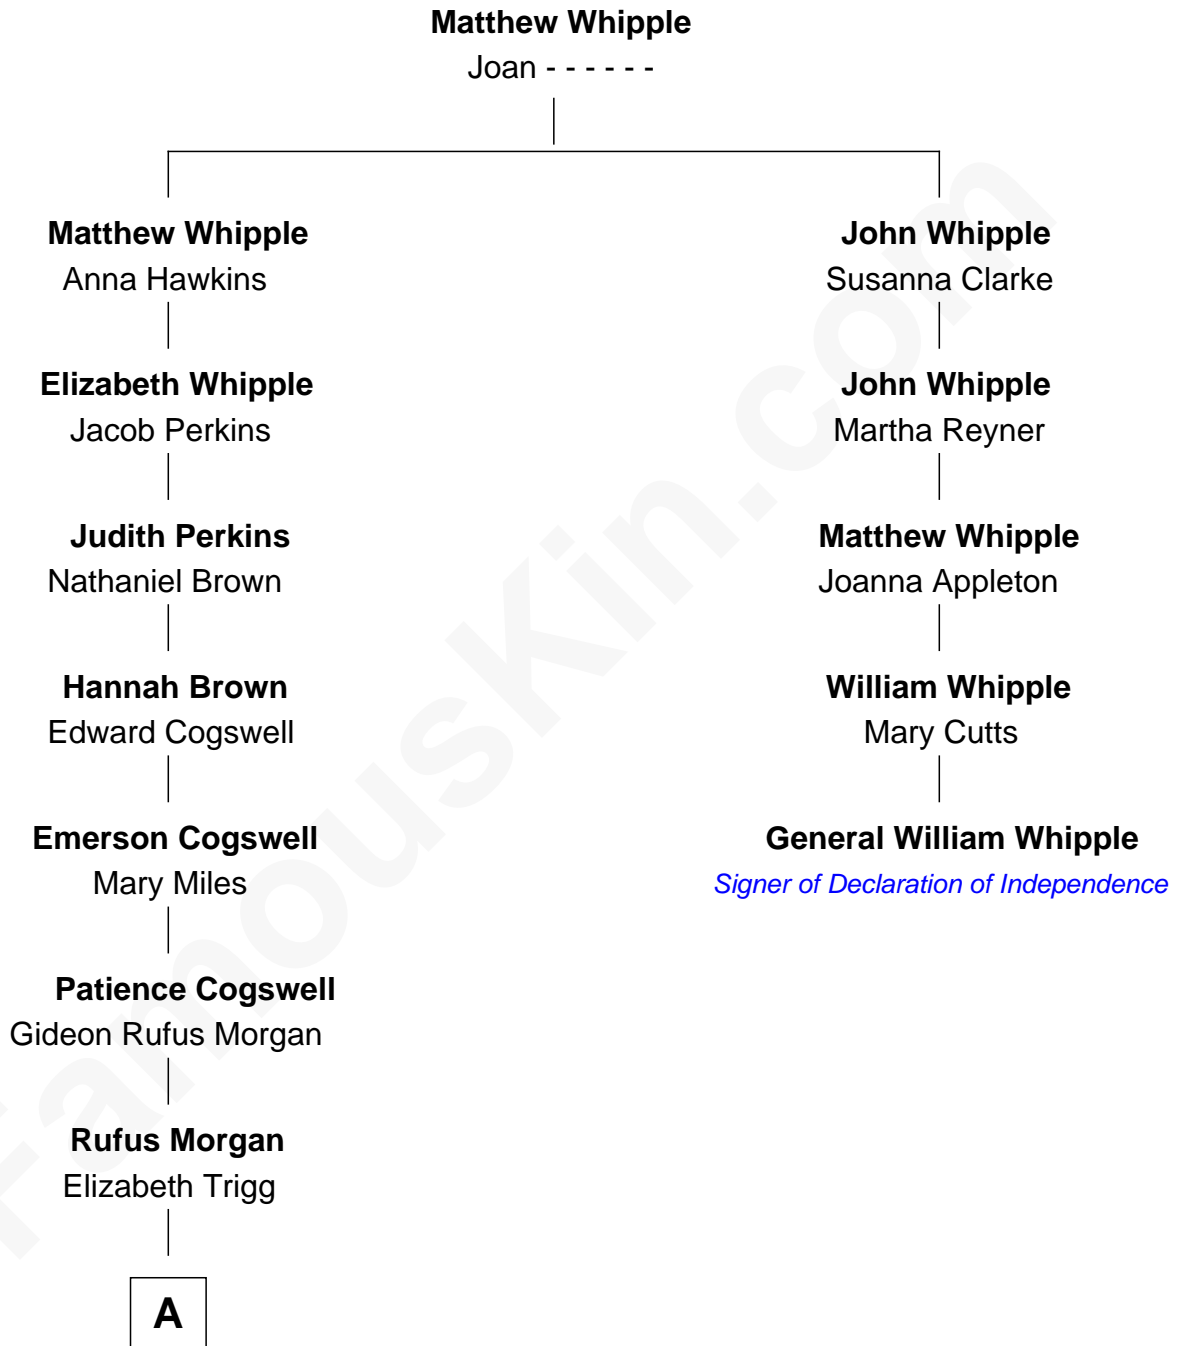 Matthew Whipple
Joan - - - - - -
Matthew Whipple
Anna Hawkins
John Whipple
Susanna Clarke
Elizabeth Whipple
Jacob Perkins
John Whipple
Martha Reyner
Judith Perkins
Nathaniel Brown
Matthew Whipple
Joanna Appleton
Hannah Brown
Edward Cogswell
William Whipple
Mary Cutts
Emerson Cogswell
Mary Miles
General William Whipple
Signer of Declaration of Independence
Patience Cogswell
Gideon Rufus Morgan
Rufus Morgan
Elizabeth Trigg
A
FamousKin.com